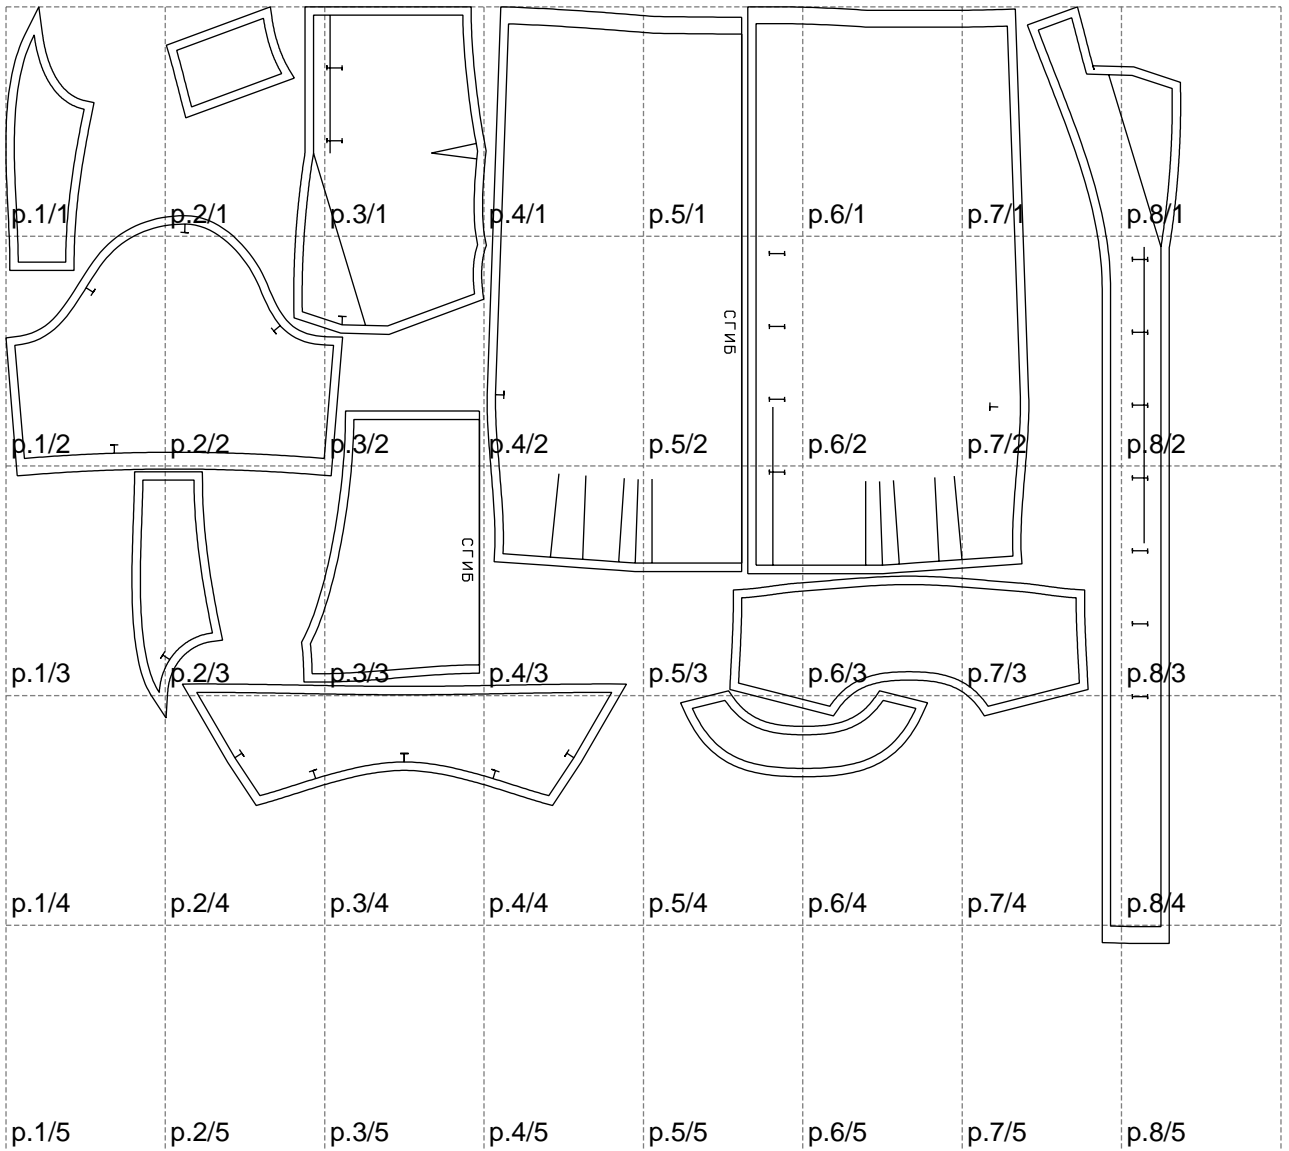 p.1/1 p.2/1 p.3/1 p.4/1 p.5/1 p.6/1 p.7/1 p.8/1
СГИБ
p.1/2 p.2/2 p.3/2 p.4/2 p.5/2 p.6/2 p.7/2 p.8/2
СГИБ
p.1/3 p.2/3 p.3/3 p.4/3 p.5/3 p.6/3 p.7/3 p.8/3
p.1/4 p.2/4 p.3/4 p.4/4 p.5/4 p.6/4 p.7/4 p.8/4
p.1/5 p.2/5 p.3/5 p.4/5 p.5/5 p.6/5 p.7/5 p.8/5